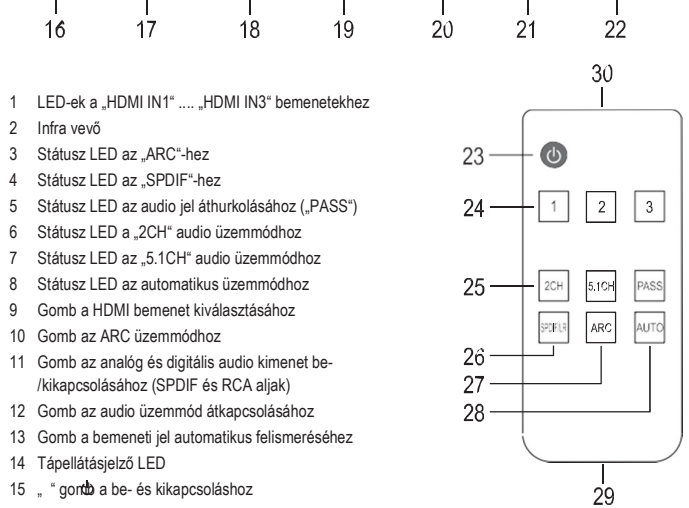 16 17 18 19 20 21 22
1 LED-ek a „HDMI IN1“ .... „HDMI IN3“ bemenetekhez
2 Infra vevő
3 Státusz LED az „ARC“-hez
4 Státusz LED az „SPDIF“-hez
5 Státusz LED az audio jel áthurkolásához („PASS“)
6 Státusz LED a „2CH“ audio üzemmódhoz
7 Státusz LED az „5.1CH“ audio üzemmódhoz
8 Státusz LED az automatikus üzemmódhoz
9 Gomb a HDMI bemenet kiválasztásához
10 Gomb az ARC üzemmódhoz
11 Gomb az analóg és digitális audio kimenet be-
/kikapcsolásához (SPDIF és RCA aljak)
12 Gomb az audio üzemmód átkapcsolásához
13 Gomb a bemeneti jel automatikus felismeréséhez
14 Tápellátásjelző LED
15 „ “ gomb a be- és kikapcsoláshoz
30
23
24 1 2 3
25 2CH 5.1CH PASS
SPDIF/LR ARC AUTO
26
27
28
29